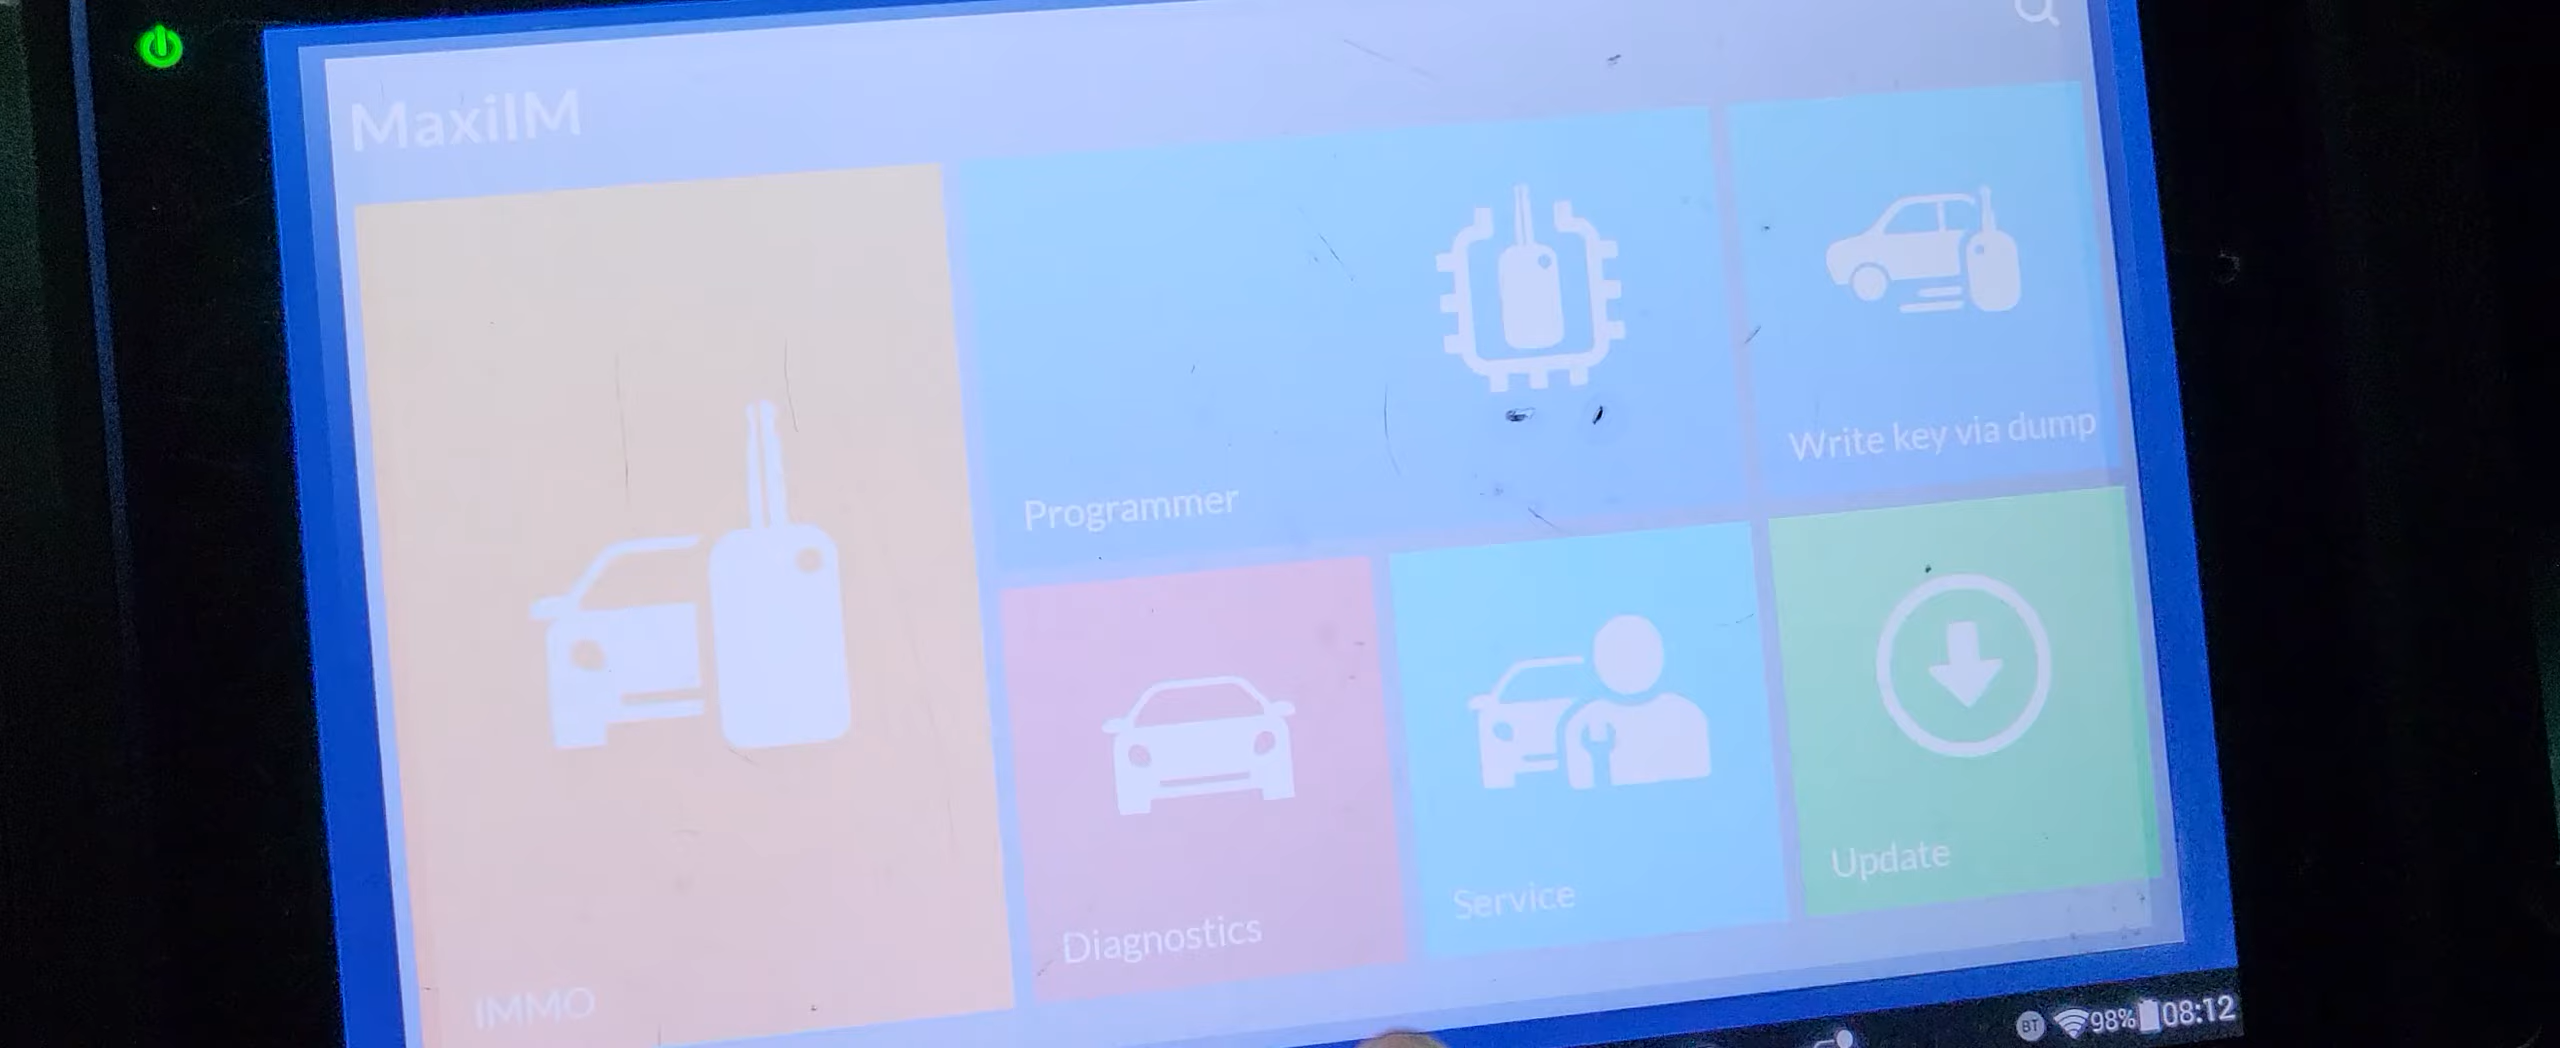 MaxiIM
Programmer
Write key via dump
IMMO
Diagnostics
Service
Update
BT 98% 08:12